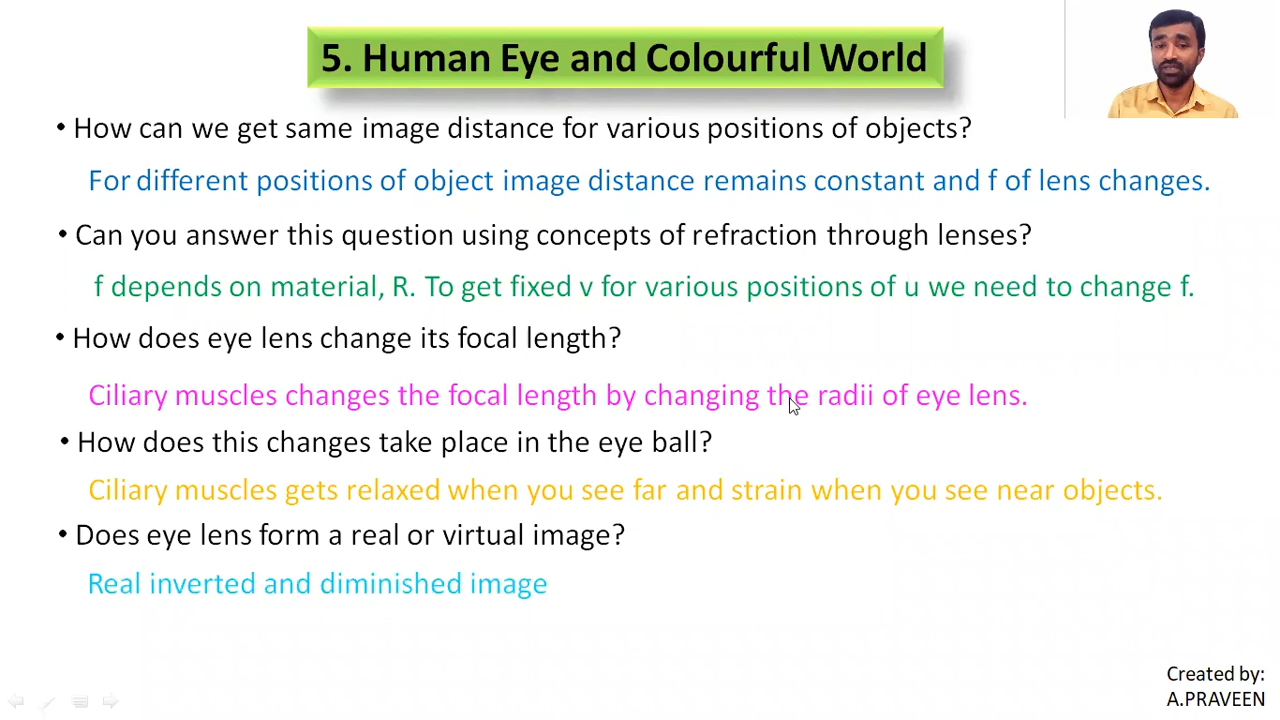 5. Human Eye and Colourful World
• How can we get same image distance for various positions of objects?
For different positions of object image distance remains constant and f of lens changes.
• Can you answer this question using concepts of refraction through lenses?
f depends on material, R. To get fixed v for various positions of u we need to change f.
• How does eye lens change its focal length?
Ciliary muscles changes the focal length by changing the radii of eye lens.
• How does this changes take place in the eye ball?
Ciliary muscles gets relaxed when you see far and strain when you see near objects.
• Does eye lens form a real or virtual image?
Real inverted and diminished image
Created by:
A.PRAVEEN